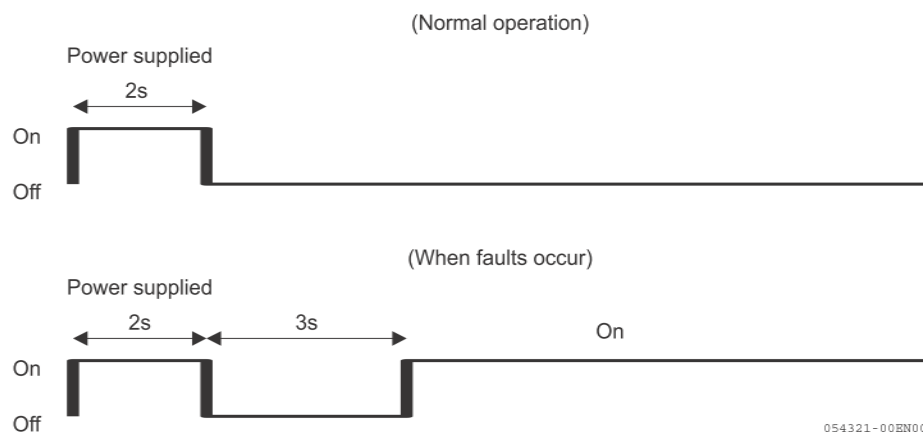 (Normal operation)
Power supplied
2s
On
Off
(When faults occur)
Power supplied
2s 3s On
On
Off